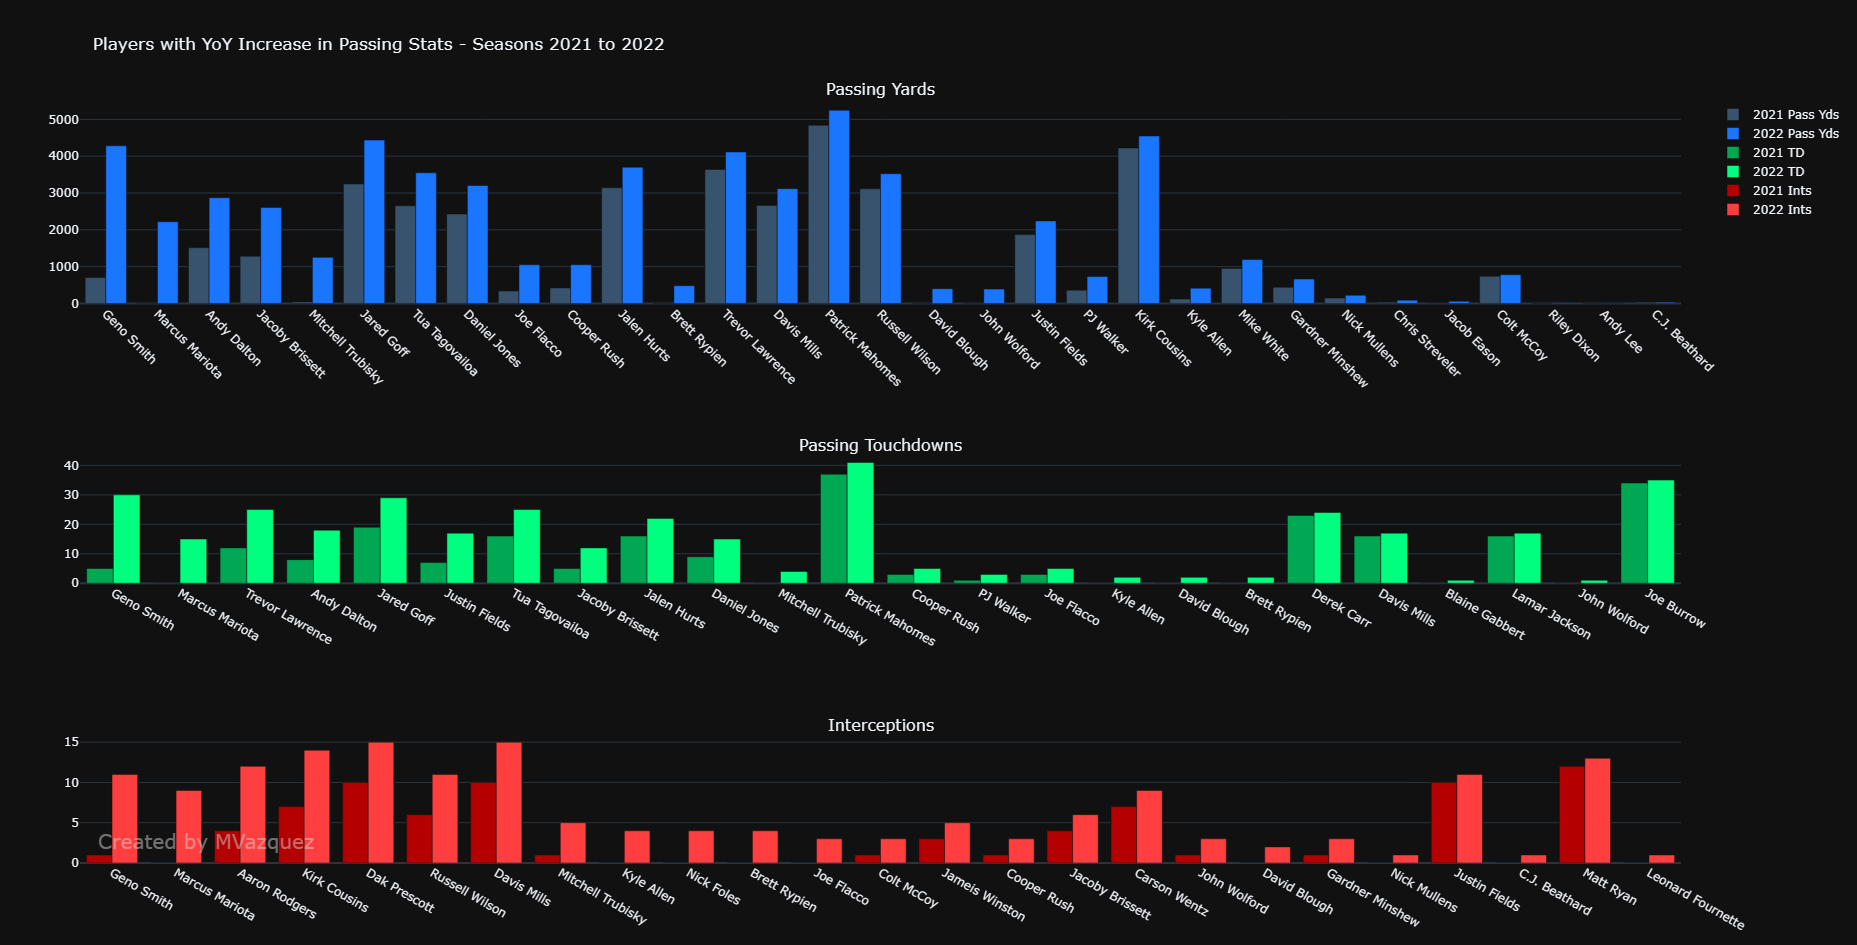 Players with YoY Increase in Passing Stats - Seasons 2021 to 2022
Passing Yards
2021 Pass Yds
2022 Pass Yds
2021 TD
2022 TD
2021 Ints
2022 Ints
5000
4000
3000
2000
1000
0
Geno Smith
Marcus Mariota
Andy Dalton
Jacoby Brissett
Mitchell Trubisky
Jared Goff
Tua Tagovailoa
Daniel Jones
Joe Flacco
Cooper Rush
Jalen Hurts
Brett Rypien
Trevor Lawrence
Davis Mills
Patrick Mahomes
Russell Wilson
David Blough
John Wolford
Justin Fields
PJ Walker
Kirk Cousins
Kyle Allen
Mike White
Gardner Minshew
Nick Mullens
Chris Streveler
Jacob Eason
Colt McCoy
Riley Dixon
Andy Lee
C.J. Beathard
Passing Touchdowns
40
30
20
10
0
Geno Smith
Marcus Mariota
Trevor Lawrence
Andy Dalton
Jared Goff
Justin Fields
Tua Tagovailoa
Jacoby Brissett
Jalen Hurts
Daniel Jones
Mitchell Trubisky
Patrick Mahomes
Cooper Rush
PJ Walker
Joe Flacco
Kyle Allen
David Blough
Brett Rypien
Derek Carr
Davis Mills
Blaine Gabbert
Lamar Jackson
John Wolford
Joe Burrow
Interceptions
15
10
5
0
Created by MVazquez
Geno Smith
Marcus Mariota
Aaron Rodgers
Kirk Cousins
Dak Prescott
Russell Wilson
Davis Mills
Mitchell Trubisky
Kyle Allen
Nick Foles
Brett Rypien
Joe Flacco
Colt McCoy
Jameis Winston
Cooper Rush
Jacoby Brissett
Carson Wentz
John Wolford
David Blough
Gardner Minshew
Nick Mullens
Justin Fields
C.J. Beathard
Matt Ryan
Leonard Fournette